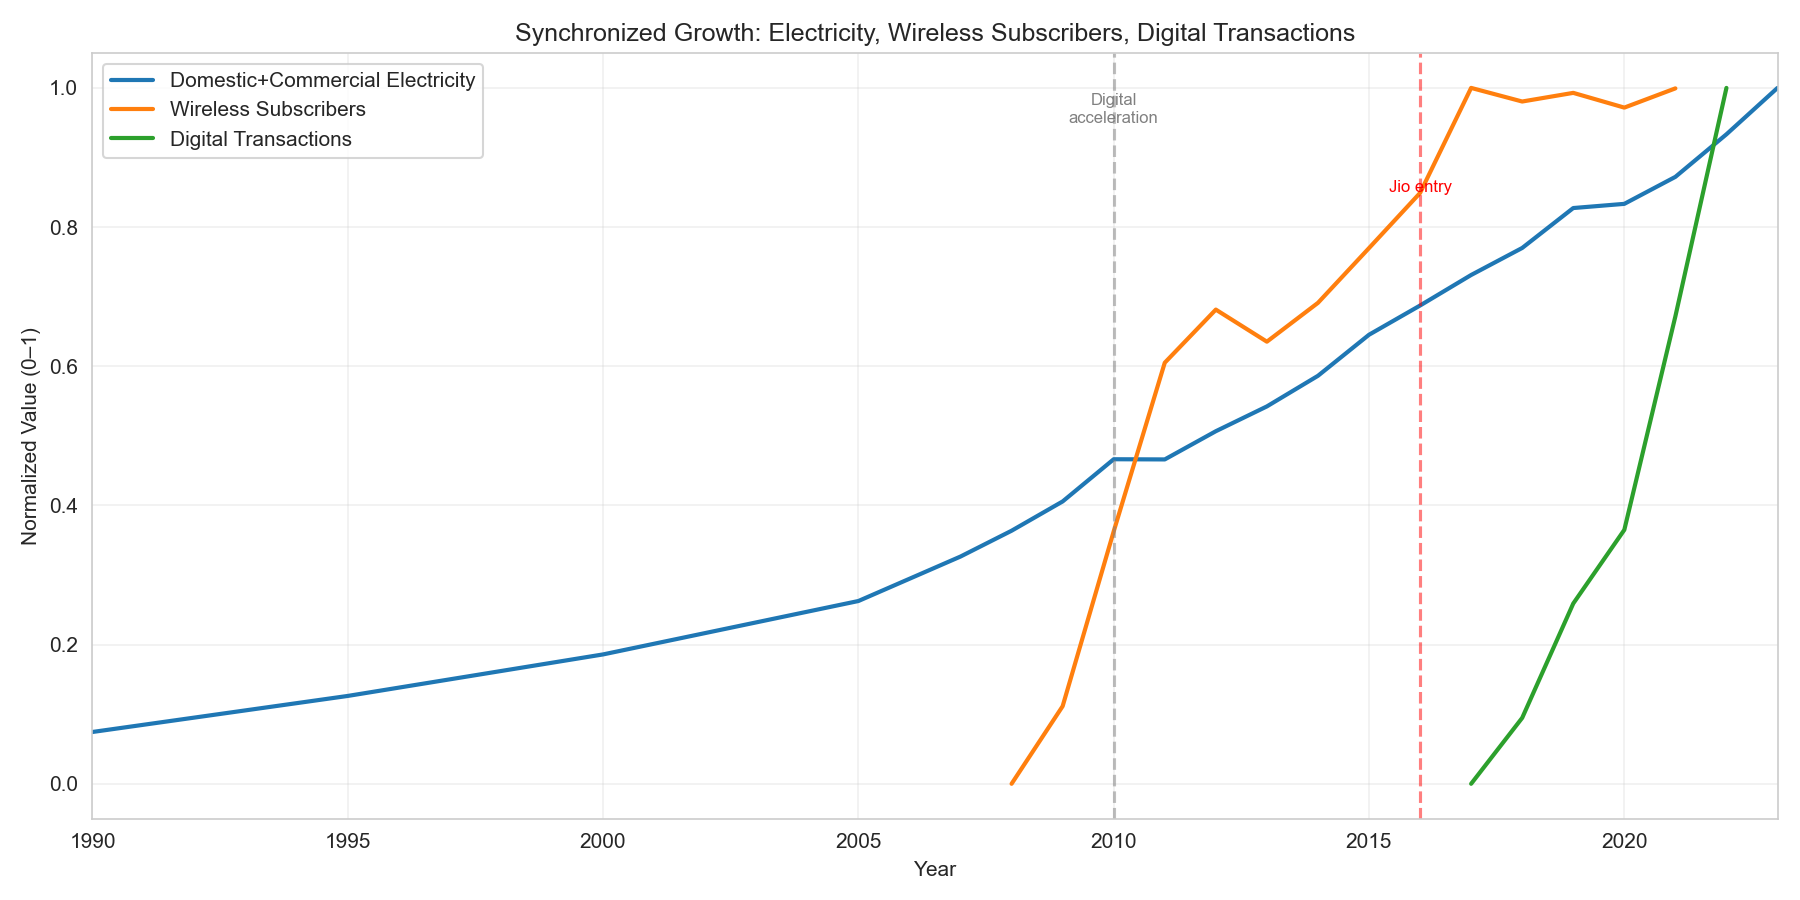 Synchronized Growth: Electricity, Wireless Subscribers, Digital Transactions
Domestic+Commercial Electricity
Wireless Subscribers
Digital Transactions
Digital
acceleration
Jio entry
Normalized Value (0–1)
1.0
0.8
0.6
0.4
0.2
0.0
1990 1995 2000 2005 2010 2015 2020
Year